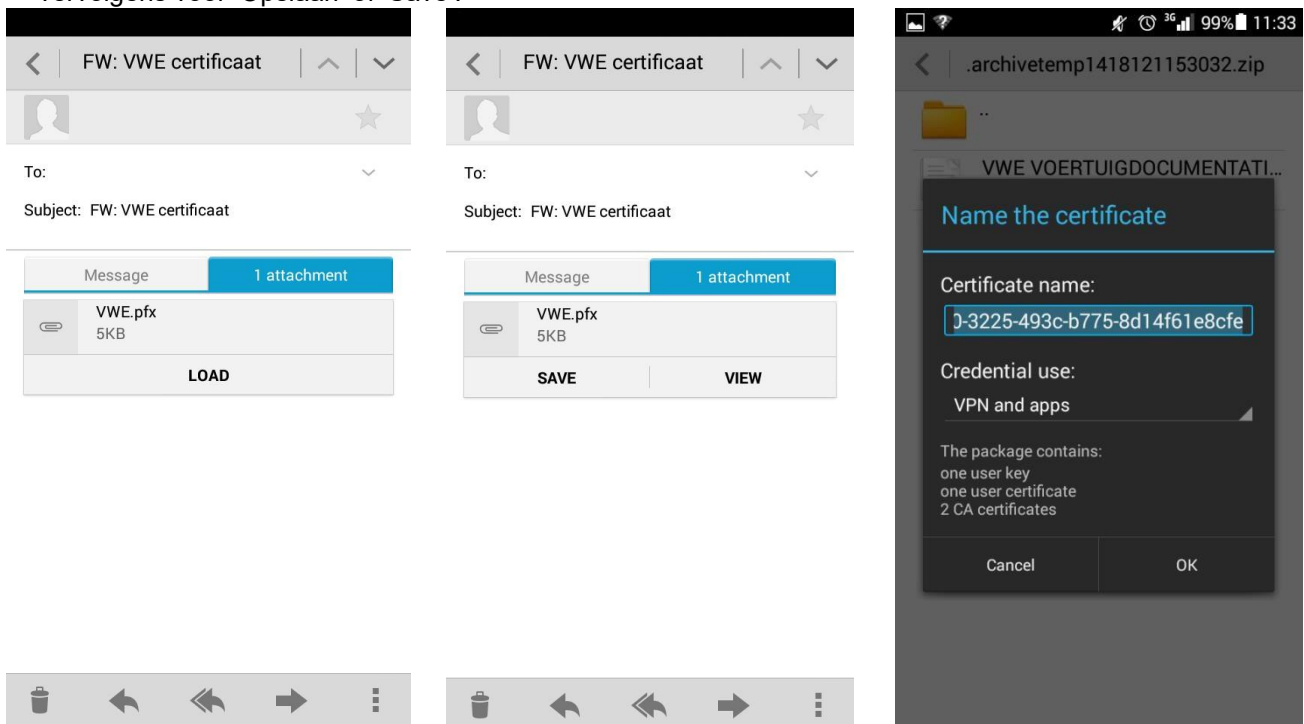 FW: VWE certificaat
To:
Subject: FW: VWE certificaat
Message 1 attachment
VWE.pfx
5KB
LOAD
FW: VWE certificaat
To:
Subject: FW: VWE certificaat
Message 1 attachment
VWE.pfx
5KB
SAVE VIEW
3G 99% 11:33
.archivetemp1418121153032.zip
..
VWE VOERTUIGDOCUMENTATI...
Name the certificate
Certificate name:
0-3225-493c-b775-8d14f61e8cfe
Credential use:
VPN and apps
The package contains:
one user key
one user certificate
2 CA certificates
Cancel OK